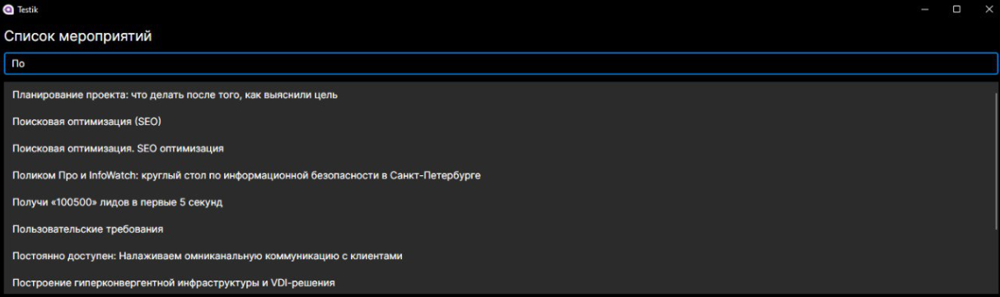 Testik
Список мероприятий
По
Планирование проекта: что делать после того, как выяснили цель
Поисковая оптимизация (SEO)
Поисковая оптимизация. SEO оптимизация
Поликом Про и InfoWatch: круглый стол по информационной безопасности в Санкт-Петербурге
Получи «100500» лидов в первые 5 секунд
Пользовательские требования
Постоянно доступен: Налаживаем омниканальную коммуникацию с клиентами
Построение гиперконвергентной инфраструктуры и VDI-решения